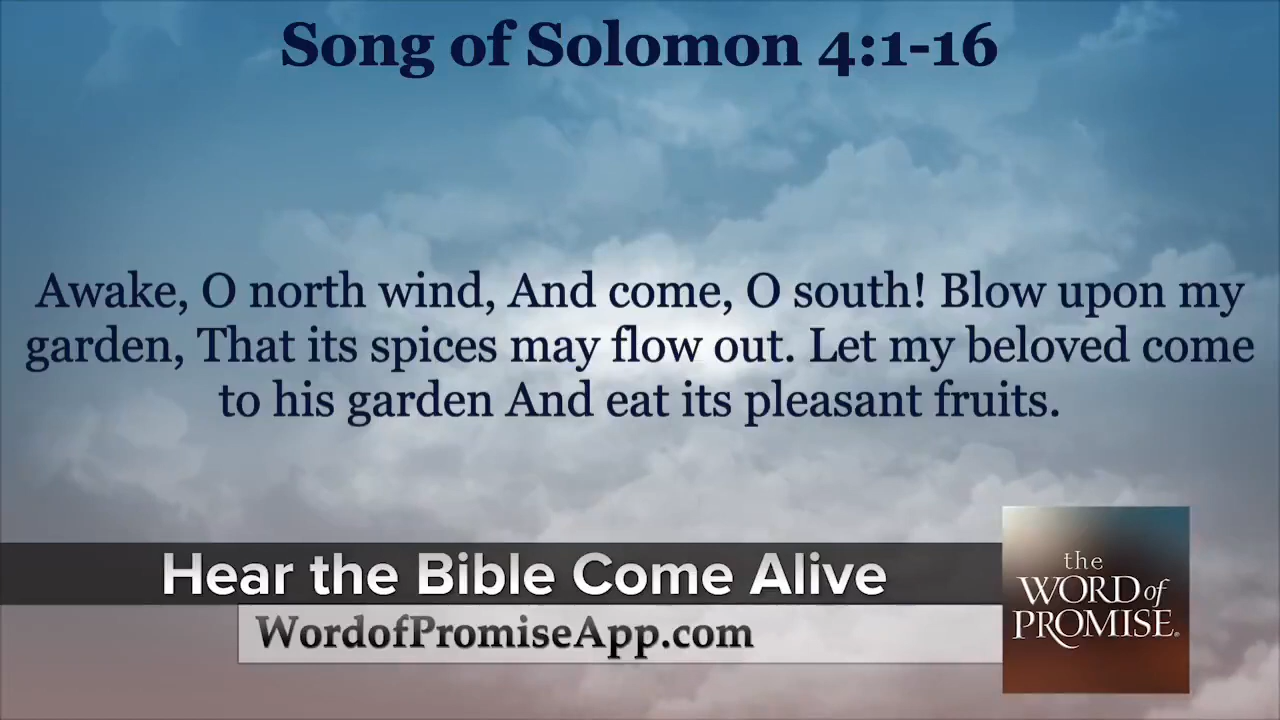 Song of Solomon 4:1-16
Awake, O north wind, And come, O south! Blow upon my
garden, That its spices may flow out. Let my beloved come
to his garden And eat its pleasant fruits.
Hear the Bible Come Alive
WordofPromiseApp.com
the
WORD of
PROMISE®